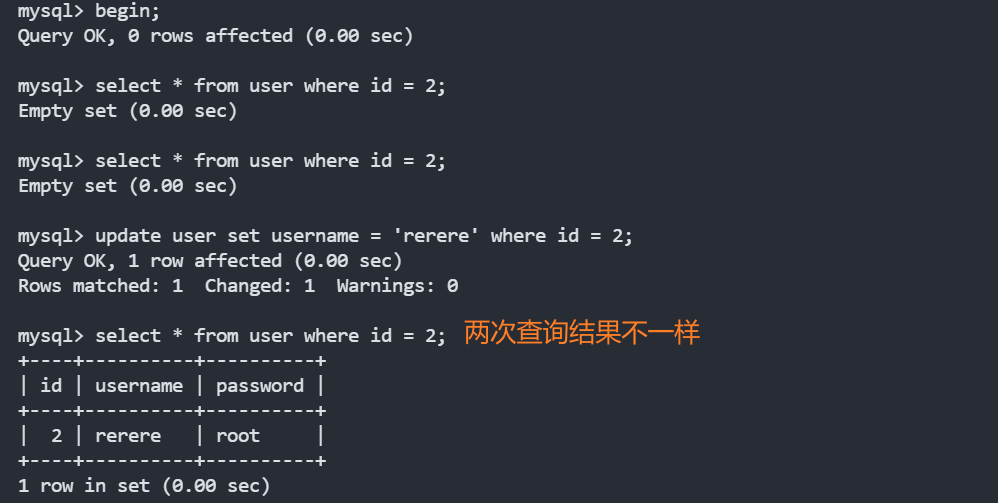 mysql> begin;
Query OK, 0 rows affected (0.00 sec)
mysql> select * from user where id = 2;
Empty set (0.00 sec)
mysql> select * from user where id = 2;
Empty set (0.00 sec)
mysql> update user set username = 'rerere' where id = 2;
Query OK, 1 row affected (0.00 sec)
Rows matched: 1  Changed: 1  Warnings: 0
mysql> select * from user where id = 2; 两次查询结果不一样
+----+----------+----------+
| id | username | password |
+----+----------+----------+
|  2 | rerere   | root     |
+----+----------+----------+
1 row in set (0.00 sec)